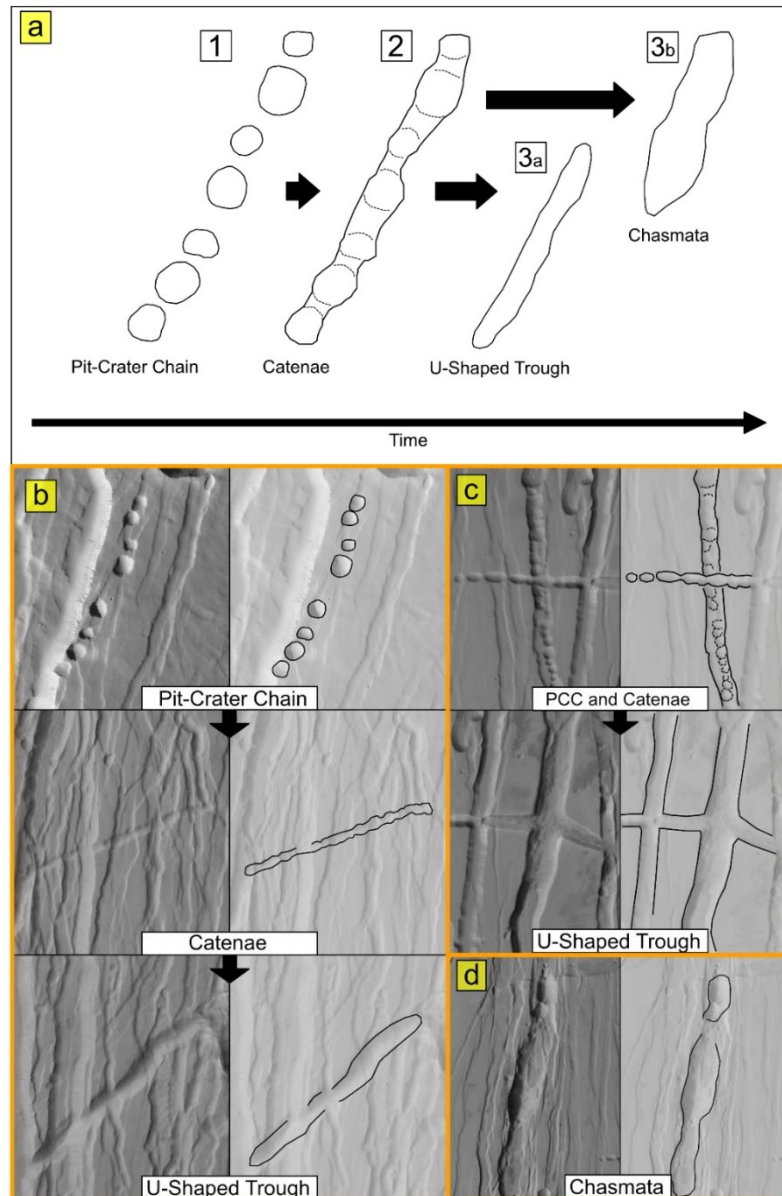 a
1
2
3b
3a
Chasmata
Pit-Crater Chain
Catenae
U-Shaped Trough
Time
b
c
Pit-Crater Chain
PCC and Catenae
Catenae
U-Shaped Trough
d
U-Shaped Trough
Chasmata